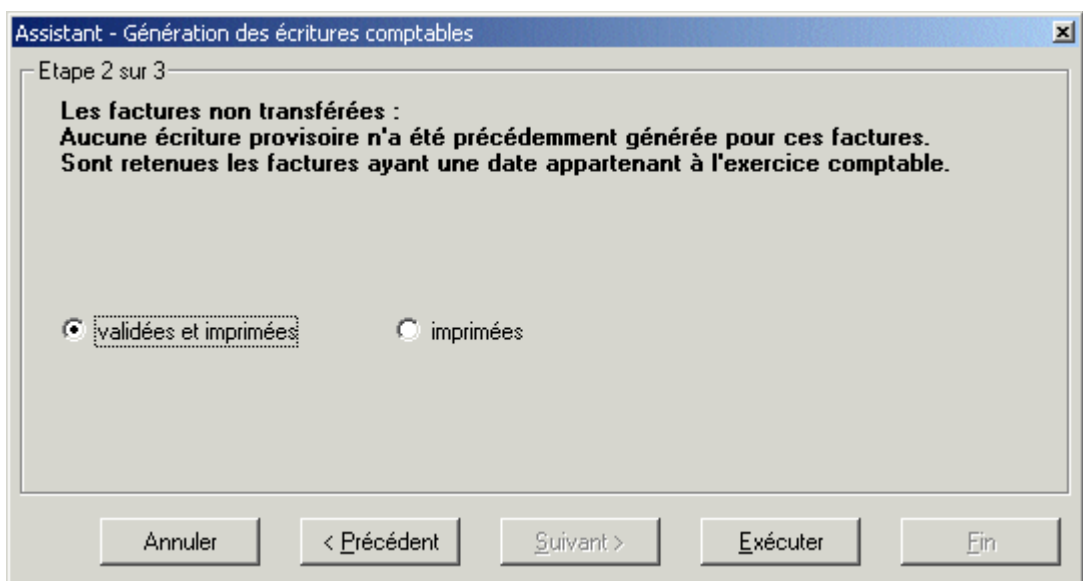 Assistant - Génération des écritures comptables
Etape 2 sur 3
Les factures non transférées :
Aucune écriture provisoire n'a été précédemment générée pour ces factures.
Sont retenues les factures ayant une date appartenant à l'exercice comptable.
validées et imprimées imprimées
Annuler < Précédent Suivant > Exécuter Fin